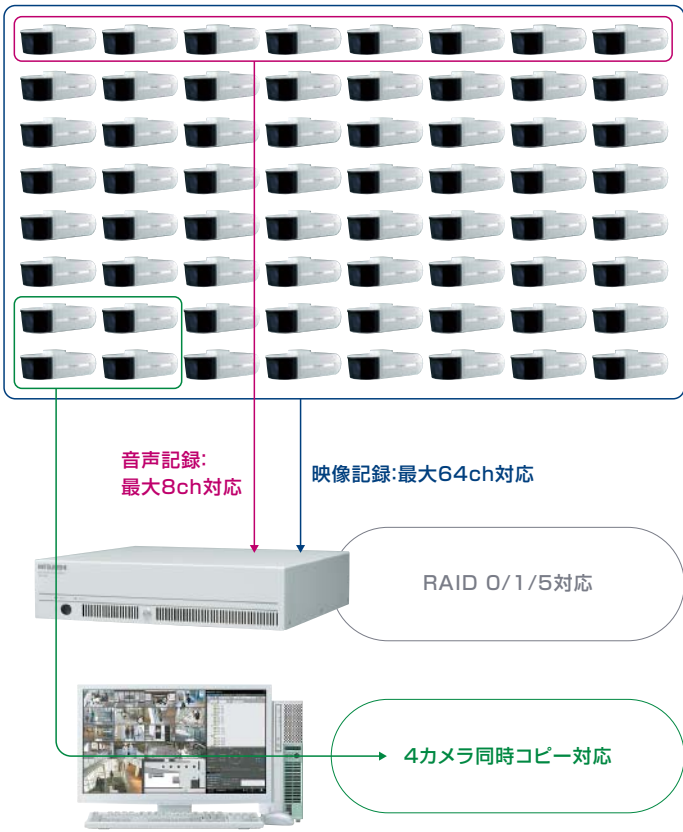 音声記録:
最大8ch対応
映像記録:最大64ch対応
MITSUBISHI
RAID 0/1/5対応
4カメラ同時コピー対応